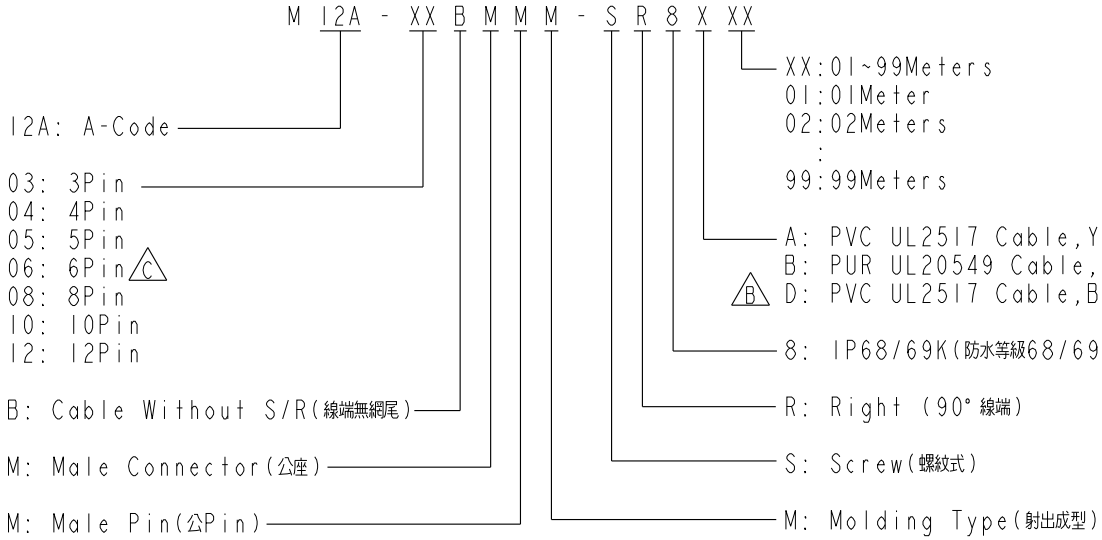 M 12A - XX B M M M - S R 8 X XX
12A: A-Code
03: 3Pin
04: 4Pin
05: 5Pin
06: 6Pin C
08: 8Pin
10: 10Pin
12: 12Pin
B: Cable Without S/R(線端無網尾)
M: Male Connector(公座)
M: Male Pin(公Pin)
XX:01~99Meters
01:01Meter
02:02Meters
:
99:99Meters
A: PVC UL2517 Cable,Y
B: PUR UL20549 Cable,
B D: PVC UL2517 Cable,B
8: IP68/69K(防水等級68/69
R: Right (90° 線端)
S: Screw(螺紋式)
M: Molding Type(射出成型)